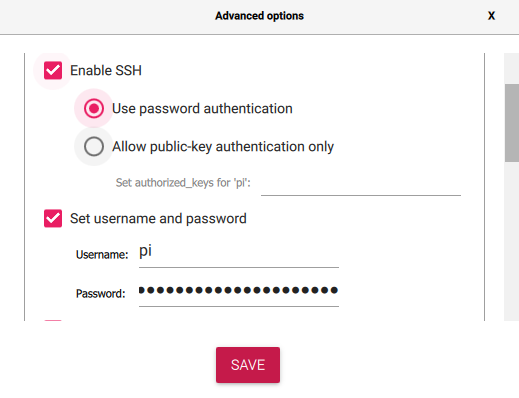 Advanced options
X
Enable SSH
Use password authentication
Allow public-key authentication only
Set authorized_keys for 'pi':
Set username and password
Username: pi
Password: ●●●●●●●●●●●●●●●●●●●●●
SAVE